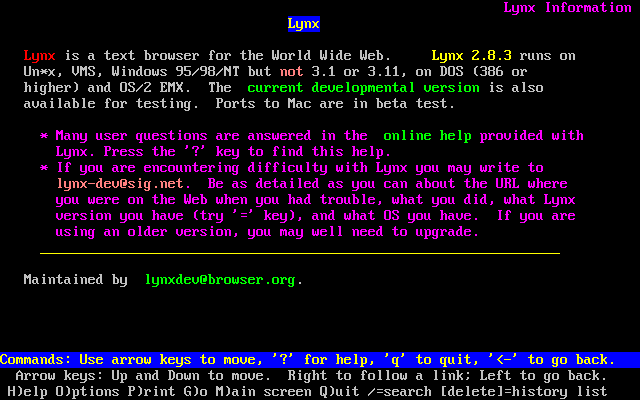 Lynx Information
Lynx
Lynx is a text browser for the World Wide Web. Lynx 2.8.3 runs on
Un*x, VMS, Windows 95/98/NT but not 3.1 or 3.11, on DOS (386 or
higher) and OS/2 EMX. The current developmental version is also
available for testing. Ports to Mac are in beta test.
* Many user questions are answered in the online help provided with
Lynx. Press the '?' key to find this help.
* If you are encountering difficulty with Lynx you may write to
lynx-dev@sig.net. Be as detailed as you can about the URL where
you were on the Web when you had trouble, what you did, what Lynx
version you have (try '=' key), and what OS you have. If you are
using an older version, you may well need to upgrade.
Maintained by lynxdev@browser.org.
Commands: Use arrow keys to move, '?' for help, 'q' to quit, '<-' to go back.
Arrow keys: Up and Down to move. Right to follow a link; Left to go back.
H)elp O)ptions P)rint G)o M)ain screen Q)uit /=search [delete]=history list